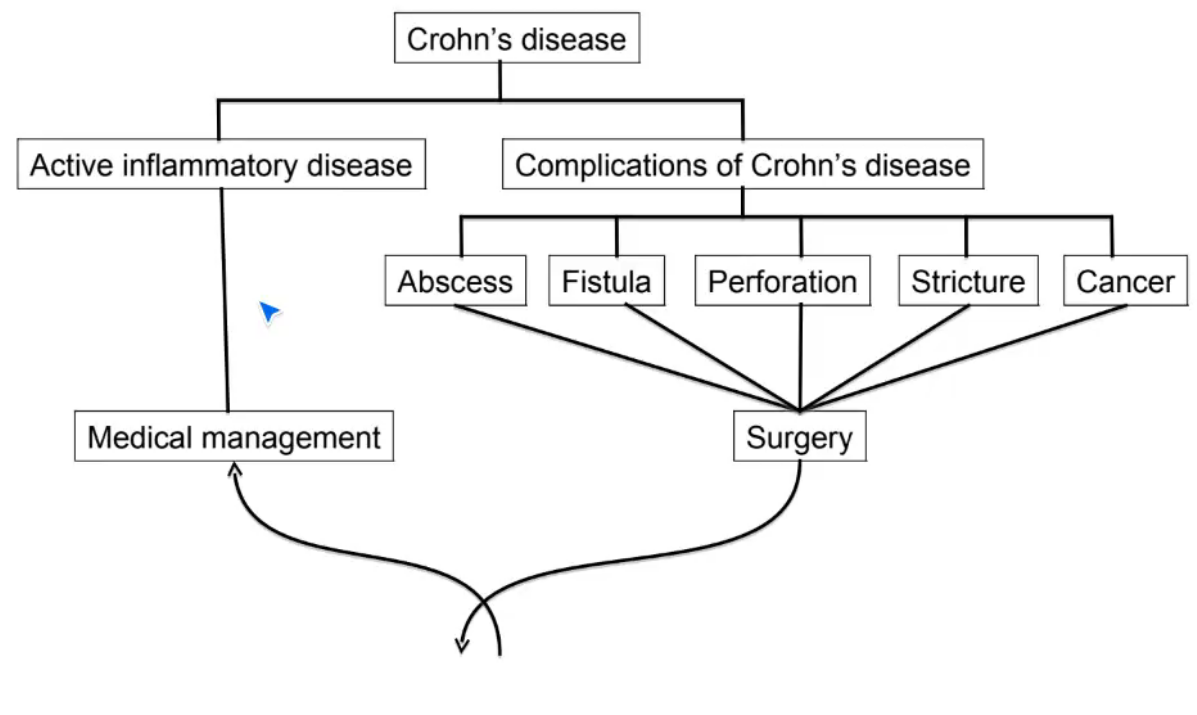 Crohn’s disease
Active inflammatory disease
Complications of Crohn’s disease
Abscess
Fistula
Perforation
Stricture
Cancer
Medical management
Surgery